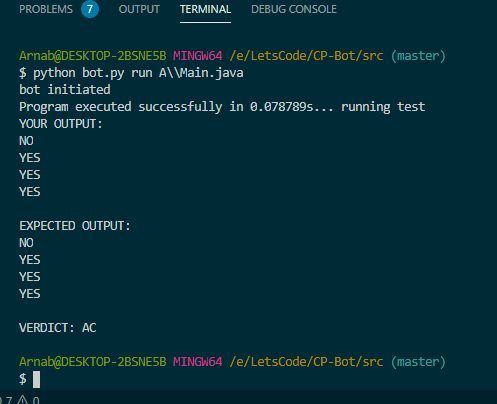 PROBLEMS 7 OUTPUT TERMINAL DEBUG CONSOLE
Arnab@DESKTOP-2BSNE5B MINGW64 /e/LetsCode/CP-Bot/src (master)
$ python bot.py run A\\Main.java
bot initiated
Program executed successfully in 0.078789s... running test
YOUR OUTPUT:
NO
YES
YES
YES
EXPECTED OUTPUT:
NO
YES
YES
YES
VERDICT: AC
Arnab@DESKTOP-2BSNE5B MINGW64 /e/LetsCode/CP-Bot/src (master)
$
7 0